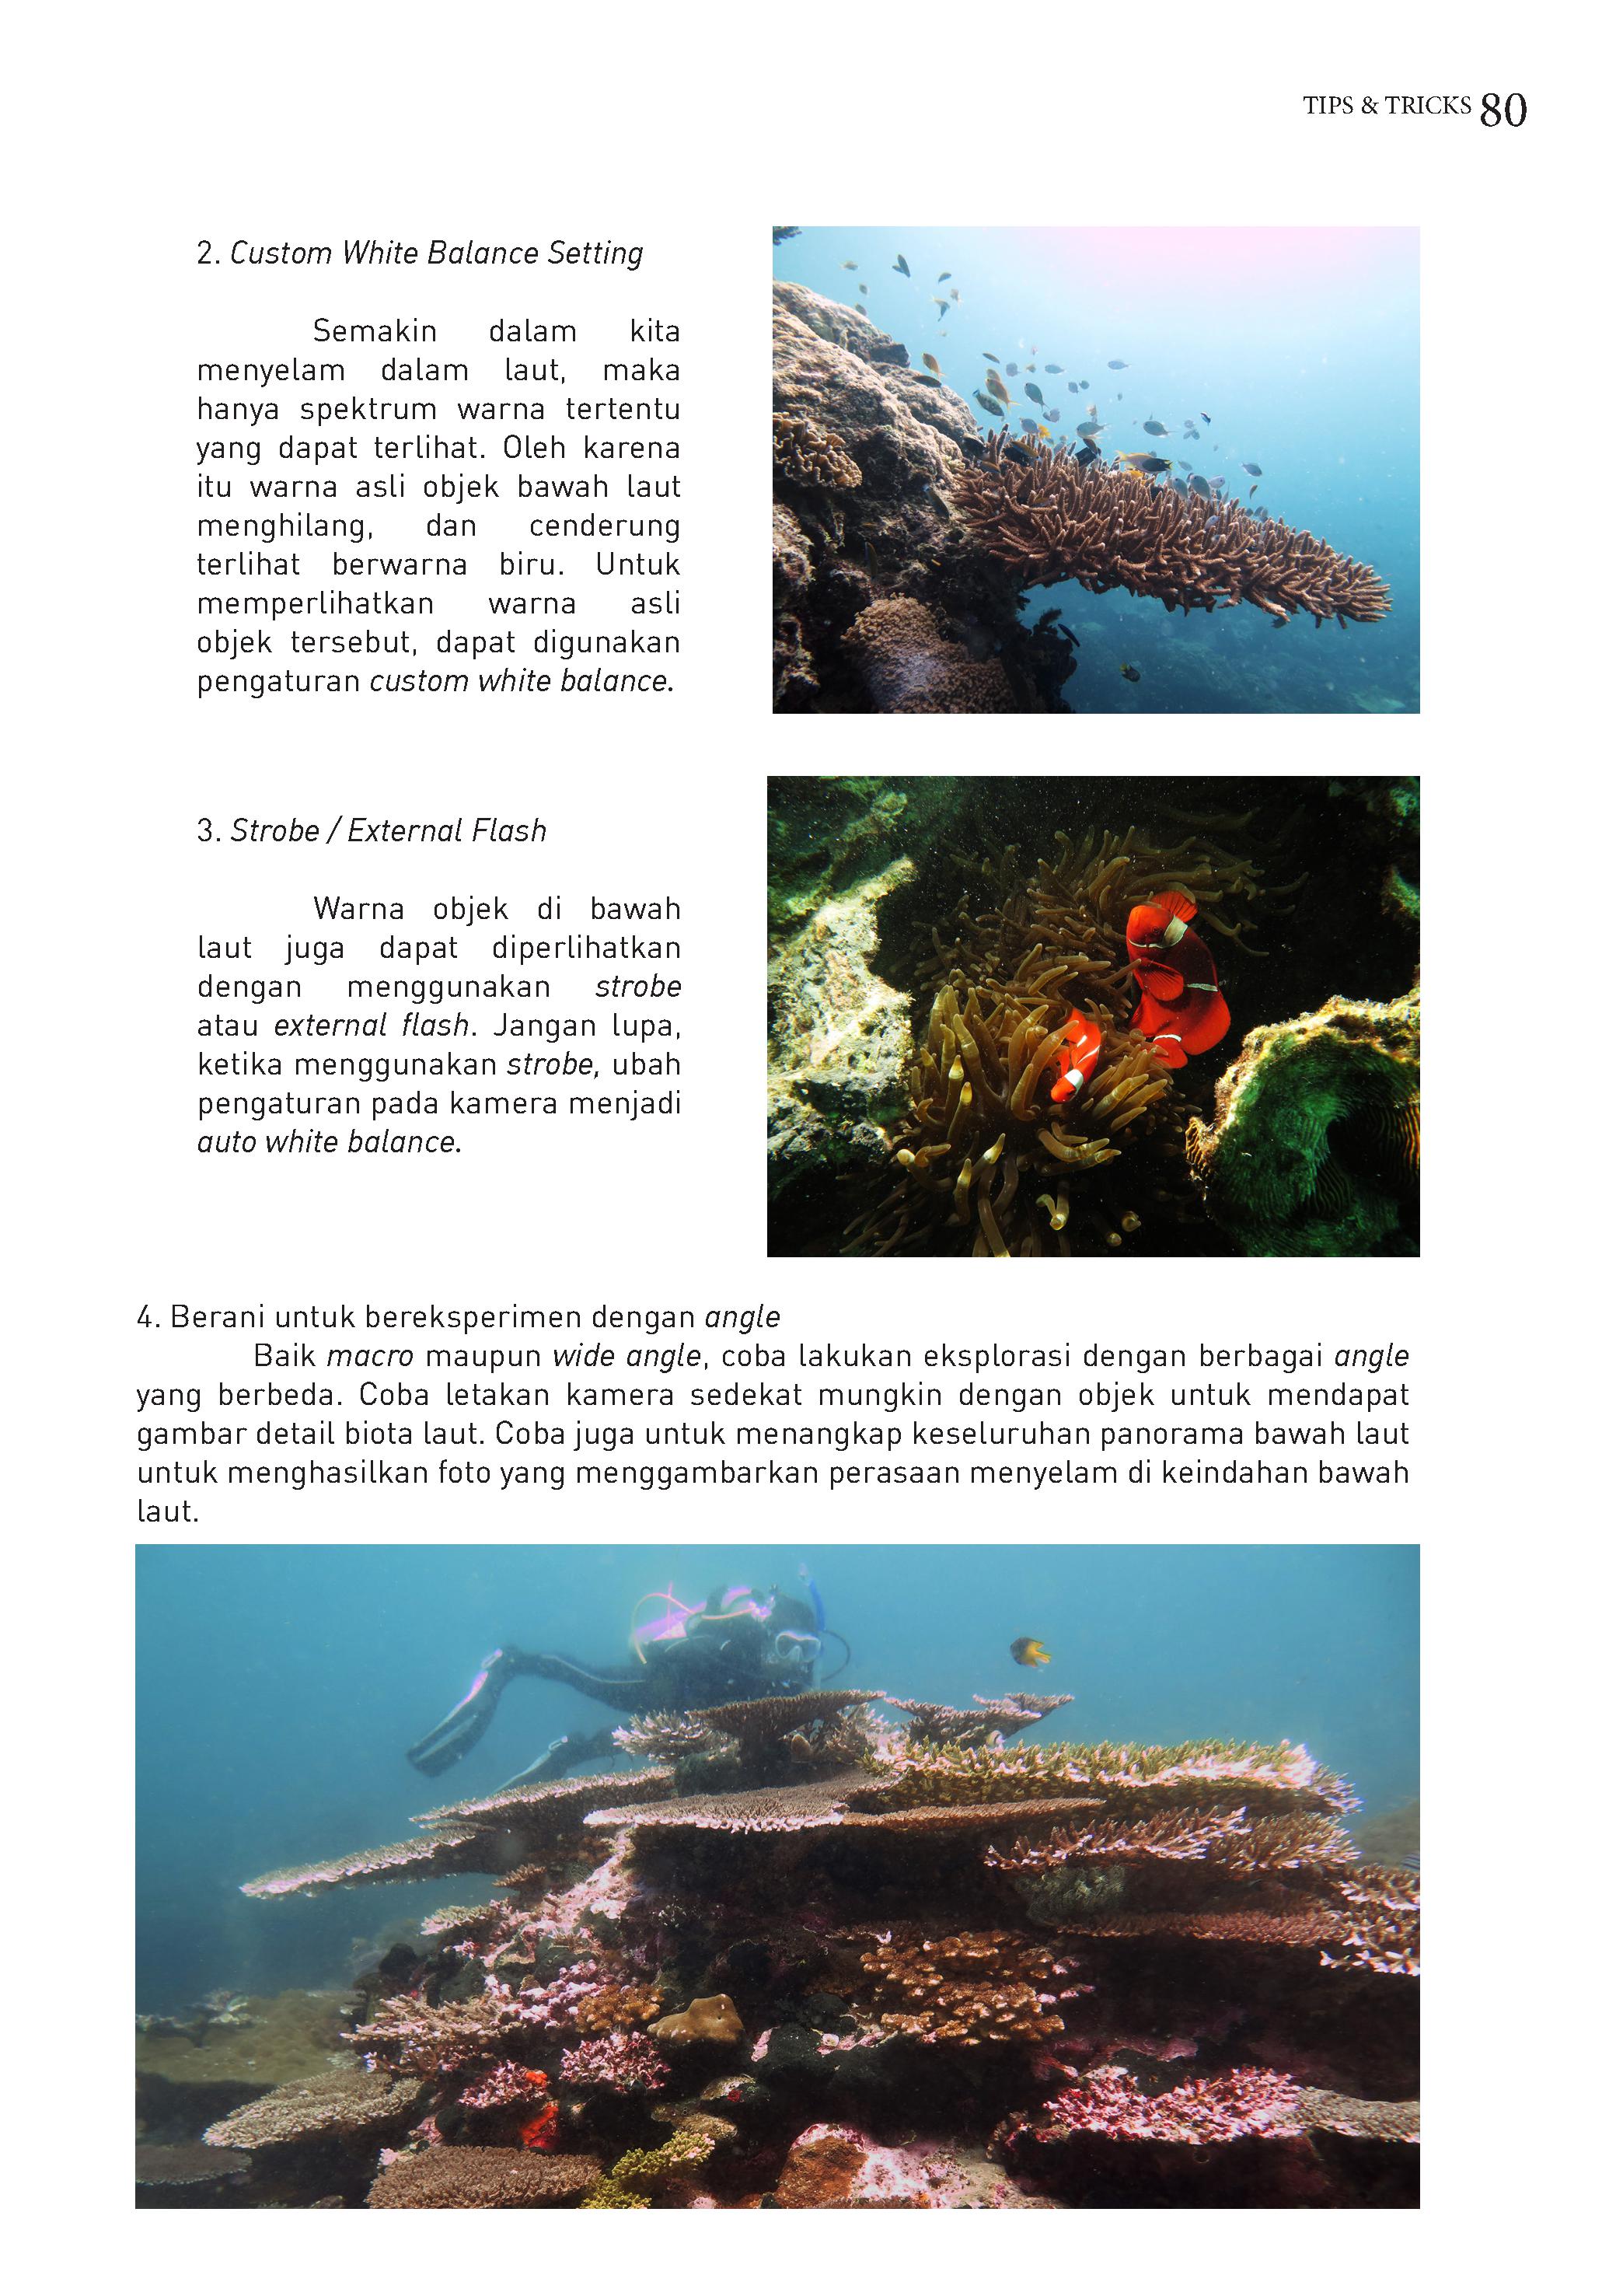 TIPS & TRICKS 80
2. Custom White Balance Setting
Semakin dalam kita
menyelam dalam laut, maka
hanya spektrum warna tertentu
yang dapat terlihat. Oleh karena
itu warna asli objek bawah laut
menghilang, dan cenderung
terlihat berwarna biru. Untuk
memperlihatkan warna asli
objek tersebut, dapat digunakan
pengaturan custom white balance.
3. Strobe / External Flash
Warna objek di bawah
laut juga dapat diperlihatkan
dengan menggunakan strobe
atau external flash. Jangan lupa,
ketika menggunakan strobe, ubah
pengaturan pada kamera menjadi
auto white balance.
4. Berani untuk bereksperimen dengan angle
Baik macro maupun wide angle, coba lakukan eksplorasi dengan berbagai angle
yang berbeda. Coba letakan kamera sedekat mungkin dengan objek untuk mendapat
gambar detail biota laut. Coba juga untuk menangkap keseluruhan panorama bawah laut
untuk menghasilkan foto yang menggambarkan perasaan menyelam di keindahan bawah
laut.